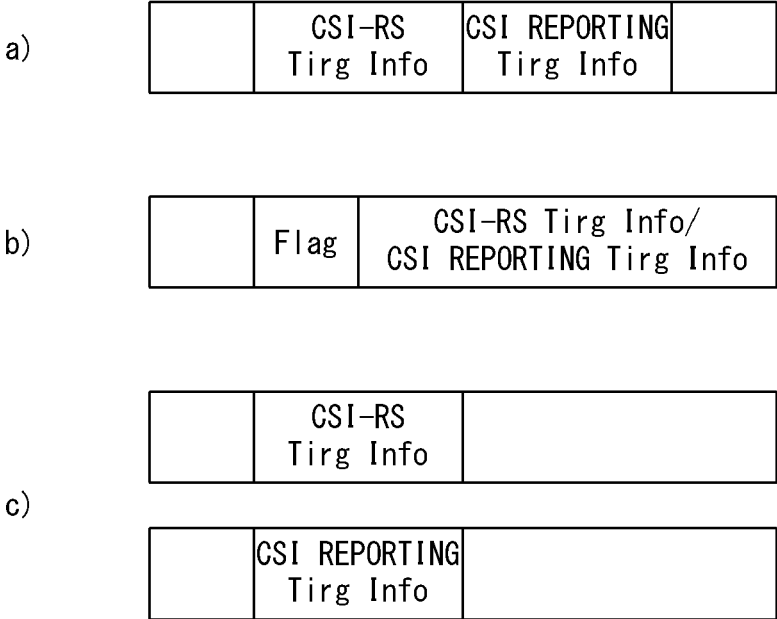 a)
CSI-RS
Tirg Info
CSI REPORTING
Tirg Info
b)
Flag
CSI-RS Tirg Info/
CSI REPORTING Tirg Info
c)
CSI-RS
Tirg Info
CSI REPORTING
Tirg Info